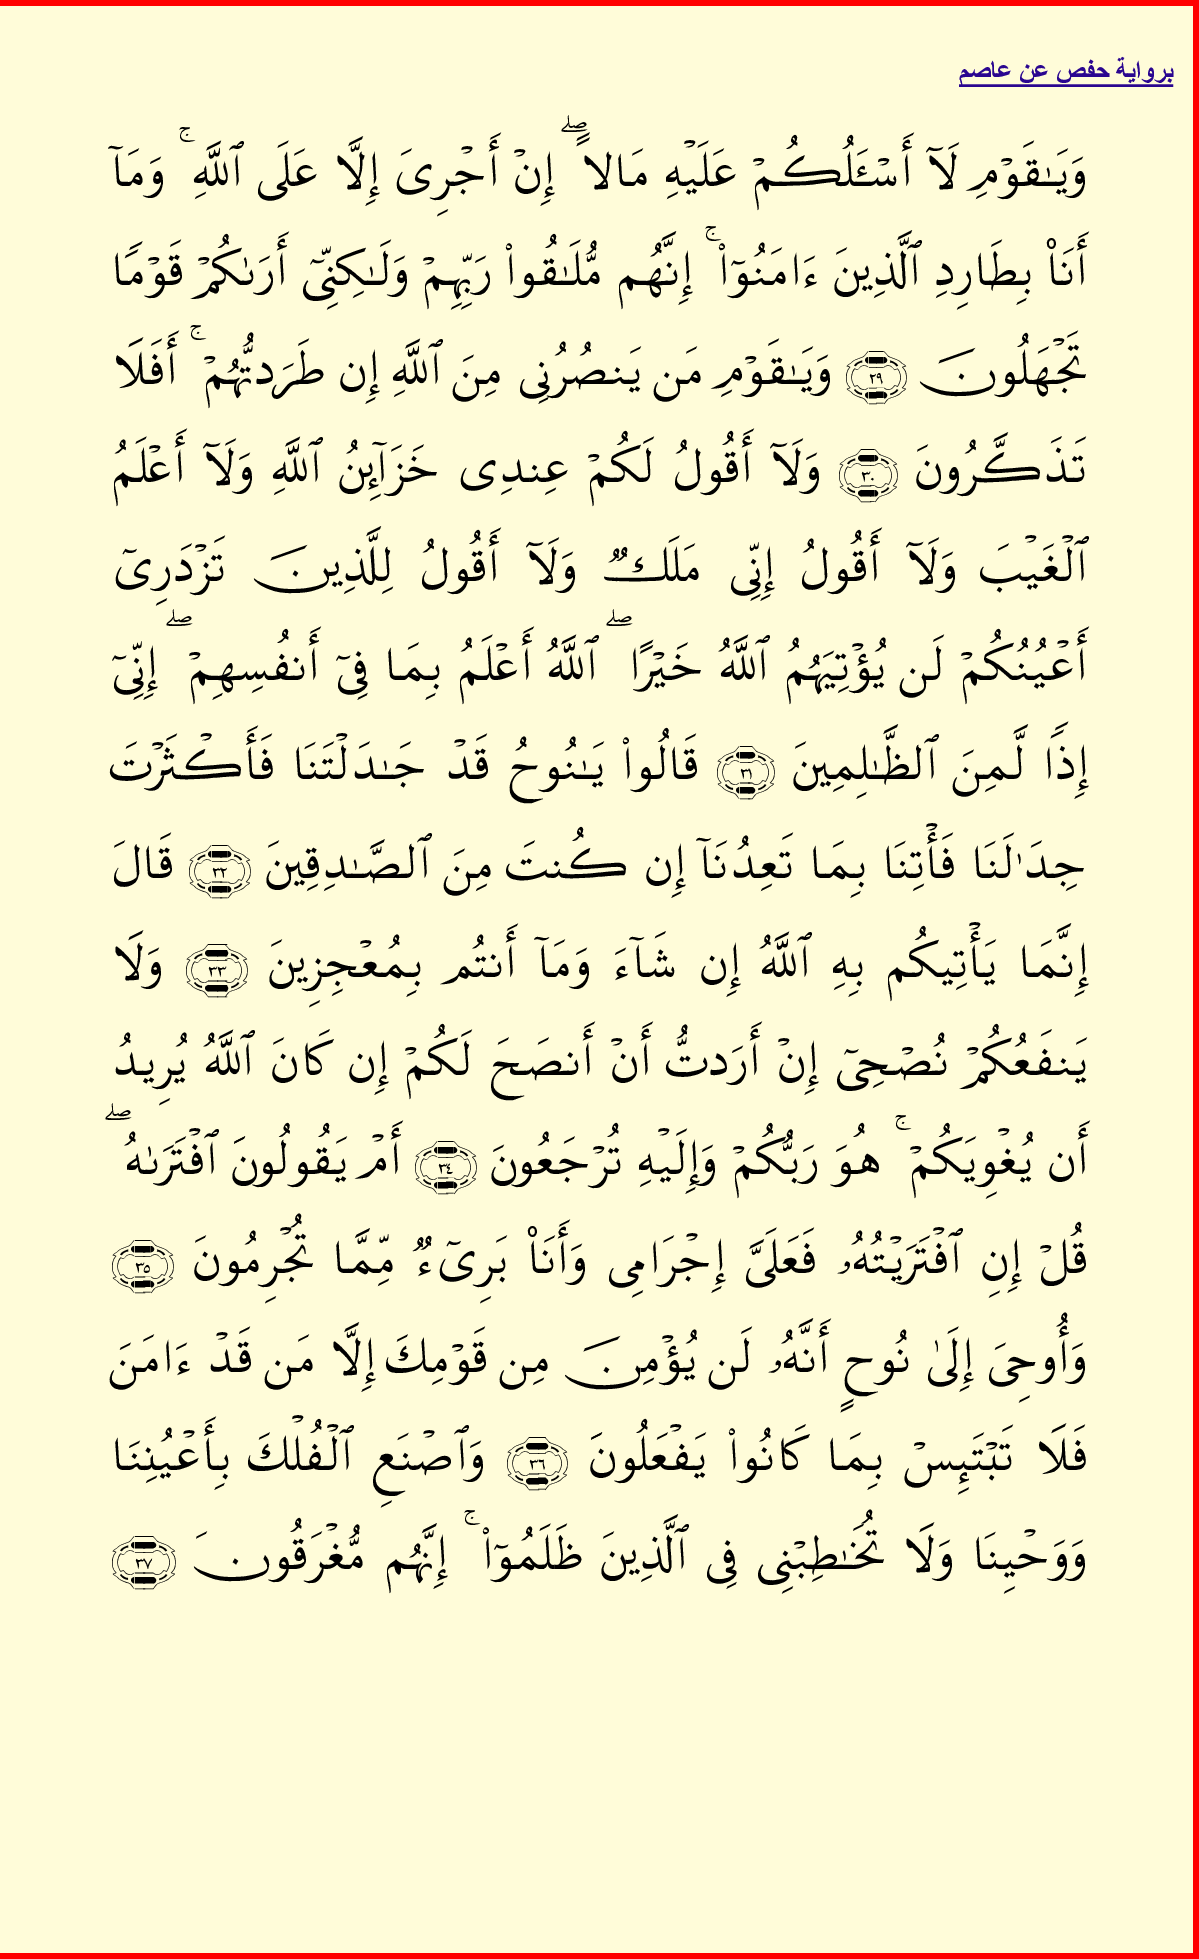 برواية حفص عن عاصم
وَيَـٰقَوْمِ لَآ أَسْـَٔلُكُمْ عَلَيْهِ مَالًا ۖ إِنْ أَجْرِىَ إِلَّا عَلَى ٱللَّهِ ۚ وَمَآ
أَنَا۠ بِطَارِدِ ٱلَّذِينَ ءَامَنُوٓا۟ ۚ إِنَّهُم مُّلَـٰقُوا۟ رَبِّهِمْ وَلَـٰكِنِّىٓ أَرَىٰكُمْ قَوْمًا
تَجْهَلُونَ ٢٩ وَيَـٰقَوْمِ مَن يَنصُرُنِى مِنَ ٱللَّهِ إِن طَرَدتُّهُمْ ۚ أَفَلَا
تَذَكَّرُونَ ٣٠ وَلَآ أَقُولُ لَكُمْ عِندِى خَزَآئِنُ ٱللَّهِ وَلَآ أَعْلَمُ
ٱلْغَيْبَ وَلَآ أَقُولُ إِنِّى مَلَكٌ وَلَآ أَقُولُ لِلَّذِينَ تَزْدَرِىٓ
أَعْيُنُكُمْ لَن يُؤْتِيَهُمُ ٱللَّهُ خَيْرًا ۖ ٱللَّهُ أَعْلَمُ بِمَا فِىٓ أَنفُسِهِمْ ۖ إِنِّىٓ
إِذًا لَّمِنَ ٱلظَّـٰلِمِينَ ٣١ قَالُوا۟ يَـٰنُوحُ قَدْ جَـٰدَلْتَنَا فَأَكْثَرْتَ
جِدَٰلَنَا فَأْتِنَا بِمَا تَعِدُنَآ إِن كُنتَ مِنَ ٱلصَّـٰدِقِينَ ٣٢ قَالَ
إِنَّمَا يَأْتِيكُم بِهِ ٱللَّهُ إِن شَآءَ وَمَآ أَنتُم بِمُعْجِزِينَ ٣٣ وَلَا
يَنفَعُكُمْ نُصْحِىٓ إِنْ أَرَدتُّ أَنْ أَنصَحَ لَكُمْ إِن كَانَ ٱللَّهُ يُرِيدُ
أَن يُغْوِيَكُمْ ۚ هُوَ رَبُّكُمْ وَإِلَيْهِ تُرْجَعُونَ ٣٤ أَمْ يَقُولُونَ ٱفْتَرَىٰهُ ۖ
قُلْ إِنِ ٱفْتَرَيْتُهُۥ فَعَلَىَّ إِجْرَامِى وَأَنَا۠ بَرِىٓءٌ مِّمَّا تُجْرِمُونَ ٣٥
وَأُوحِىَ إِلَىٰ نُوحٍ أَنَّهُۥ لَن يُؤْمِنَ مِن قَوْمِكَ إِلَّا مَن قَدْ ءَامَنَ
فَلَا تَبْتَئِسْ بِمَا كَانُوا۟ يَفْعَلُونَ ٣٦ وَٱصْنَعِ ٱلْفُلْكَ بِأَعْيُنِنَا
وَوَحْيِنَا وَلَا تُخَـٰطِبْنِى فِى ٱلَّذِينَ ظَلَمُوٓا۟ ۚ إِنَّهُم مُّغْرَقُونَ ٣٧